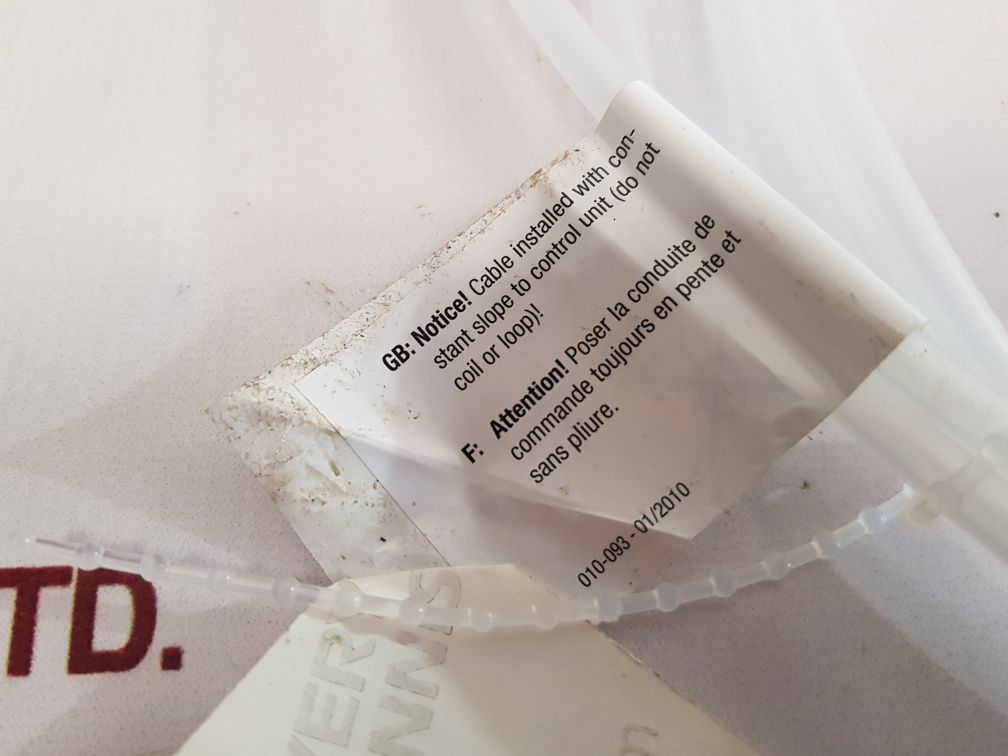 GB: Notice! Cable installed with con-
stant slope to control unit (do not
coil or loop)!
F: Attention! Poser la conduite de
commande toujours en pente et
sans pliure.
010-093 - 01/2010
TD.